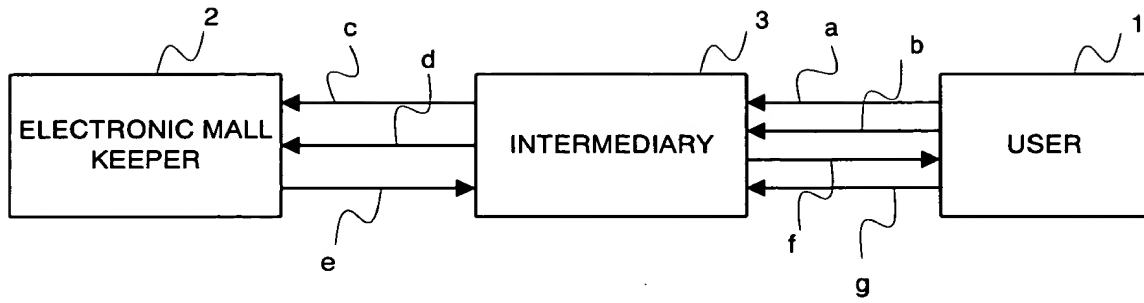 2
c
d
3
a
b
1
ELECTRONIC MALL
KEEPER
INTERMEDIARY
USER
e
f
g